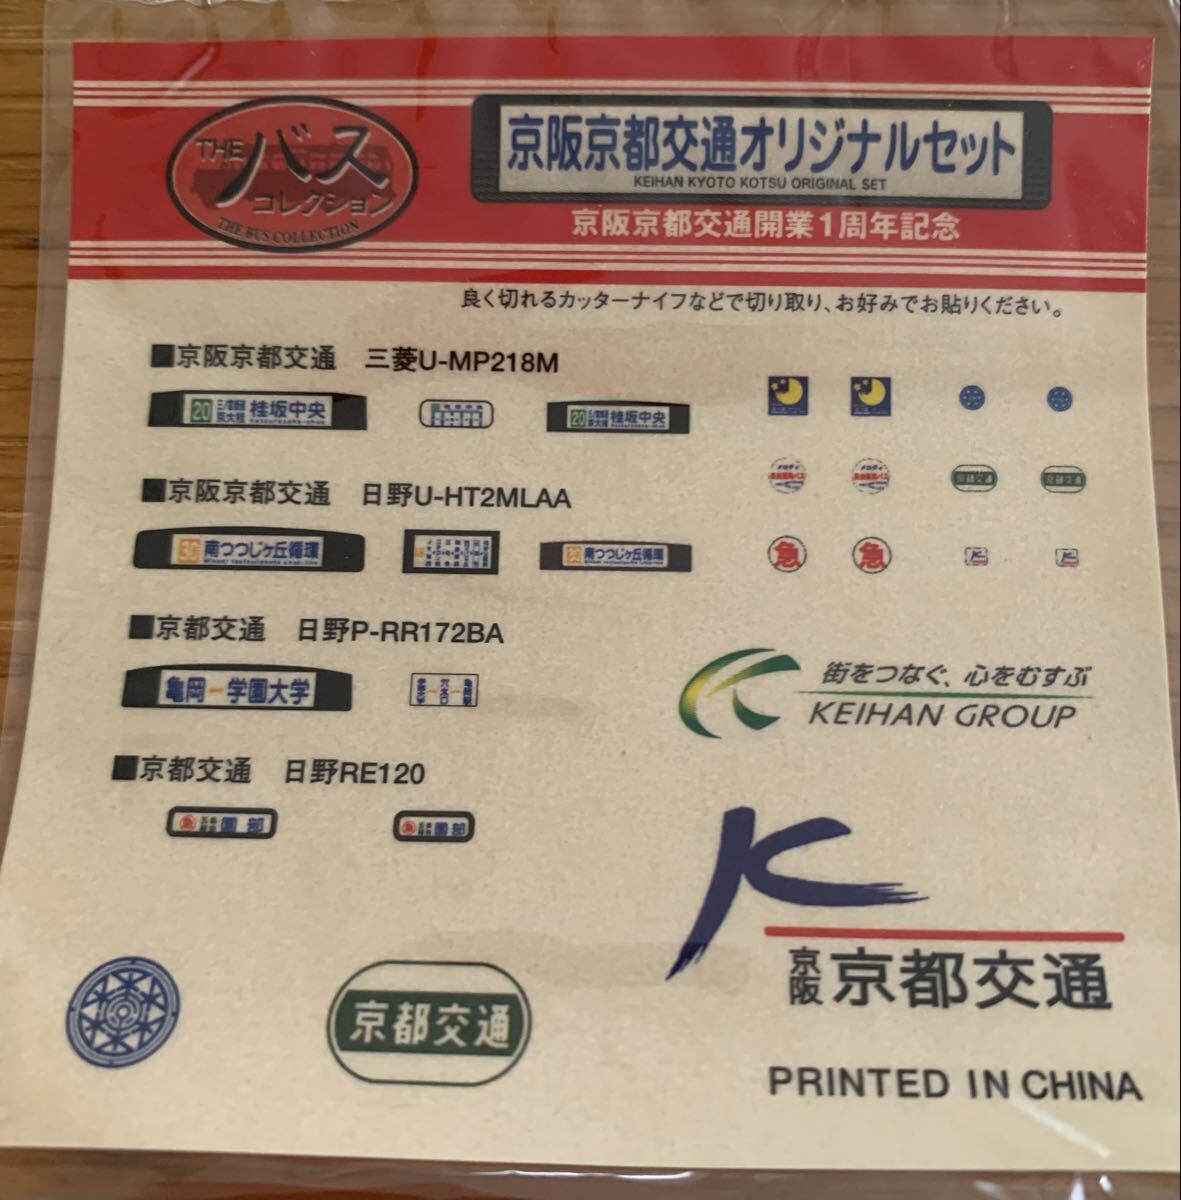 THE バス コレクション
THE BUS COLLECTION
京阪京都交通オリジナルセット
KEIHAN KYOTO KOTSU ORIGINAL SET
京阪京都交通開業1周年記念
良く切れるカッターナイフなどで切り取り、お好みでお貼りください。
■京阪京都交通 三菱U-MP218M
20 桂坂中央
20 桂坂中央
■京阪京都交通 日野U-HT2MLAA
30 南つつじヶ丘循環
南つつじヶ丘循環
急 急
■京都交通 日野P-RR172BA
亀岡ー学園大学
街をつなぐ、心をむすぶ
KEIHAN GROUP
■京都交通 日野RE120
急 園部
急 園部
K
京阪京都交通
京都交通
PRINTED IN CHINA